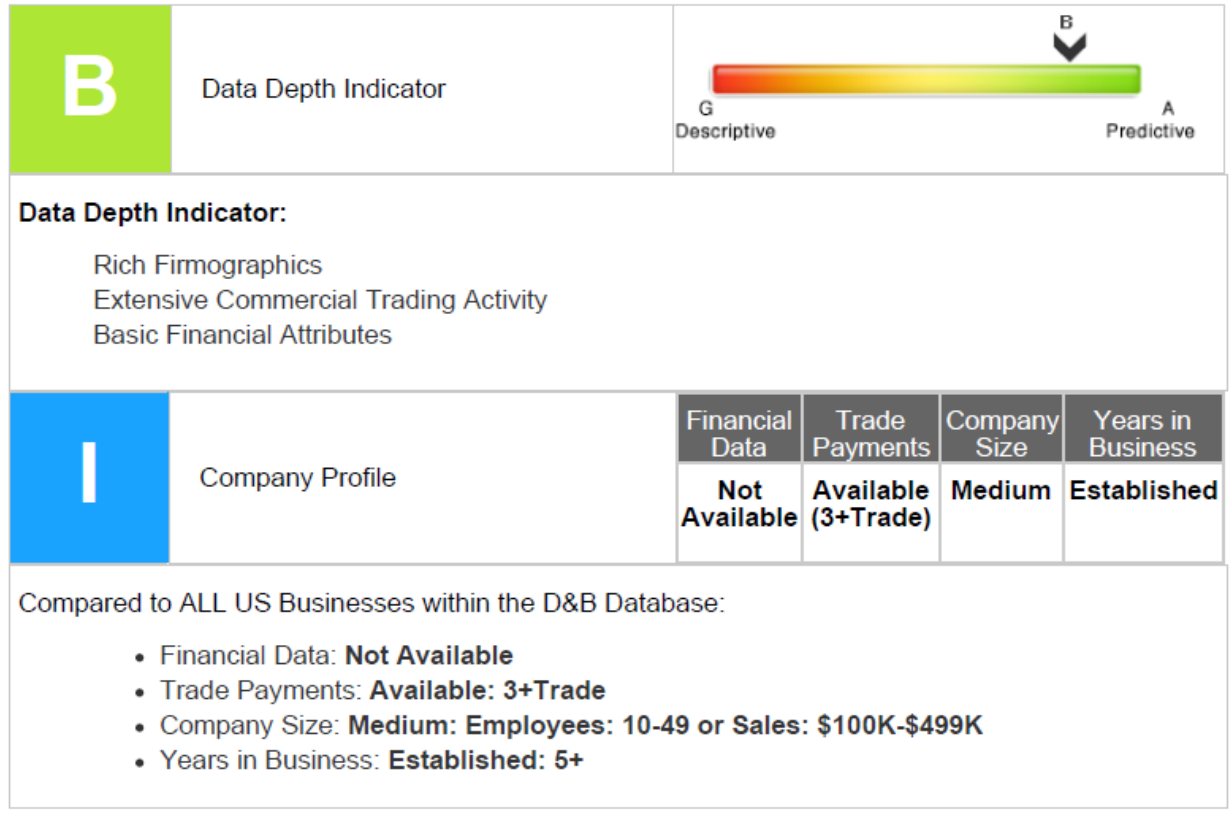 B
Data Depth Indicator
B
G
A
Descriptive
Predictive
Data Depth Indicator:
Rich Firmographics
Extensive Commercial Trading Activity
Basic Financial Attributes
I
Company Profile
Financial Data
Trade Payments
Company Size
Years in Business
Not Available
Available (3+Trade)
Medium
Established
Compared to ALL US Businesses within the D&B Database:
• Financial Data: Not Available
• Trade Payments: Available: 3+Trade
• Company Size: Medium: Employees: 10-49 or Sales: $100K-$499K
• Years in Business: Established: 5+